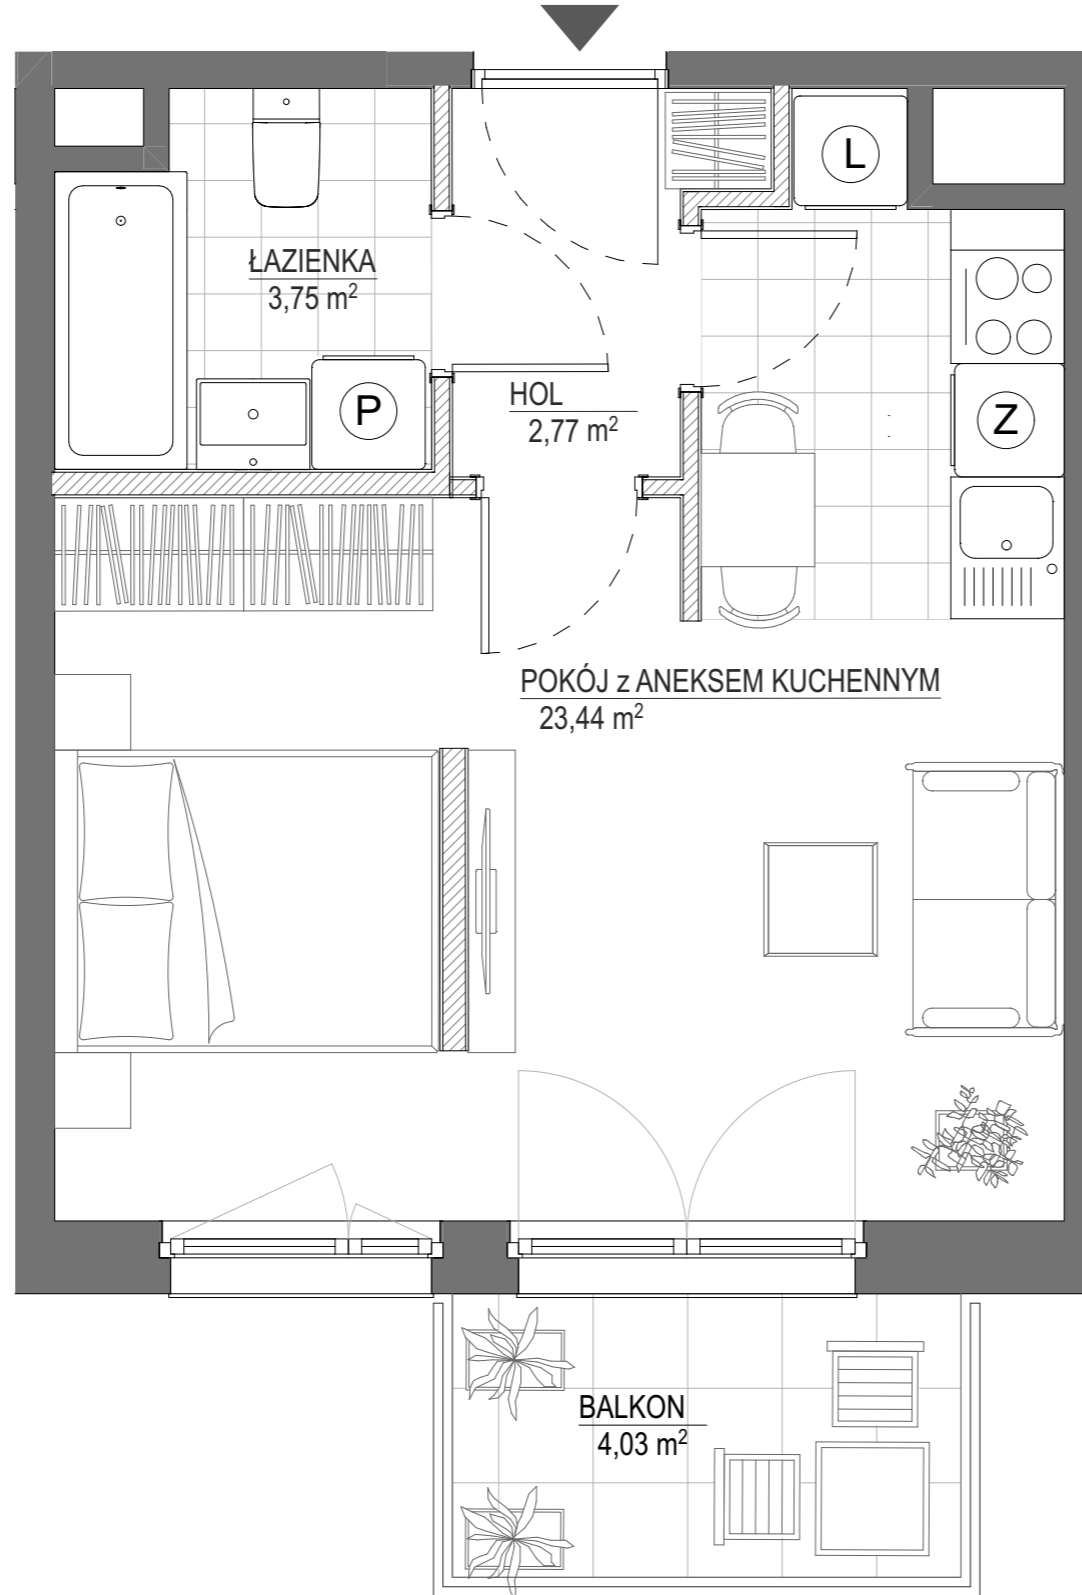 L
ŁAZIENKA
3,75 m²
P
HOL
2,77 m²
Z
POKÓJ z ANEKSEM KUCHENNYM
23,44 m²
BALKON
4,03 m²